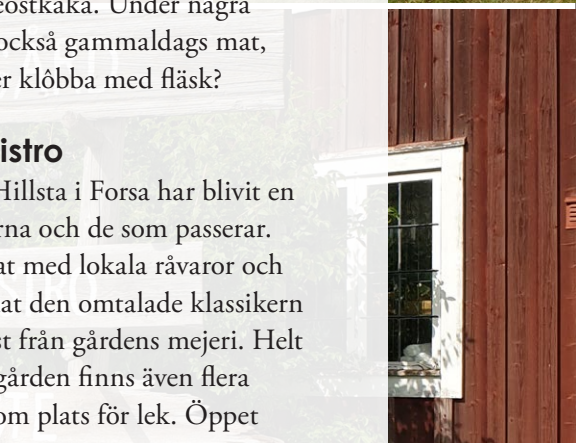 eostkaka. Under några
också gammaldags mat,
er klôbba med fläsk?
istro
Hillsta i Forsa har blivit en
rna och de som passerar.
at med lokala råvaror och
at den omtalade klassikern
st från gårdens mejeri. Helt
gården finns även flera
om plats för lek. Öppet